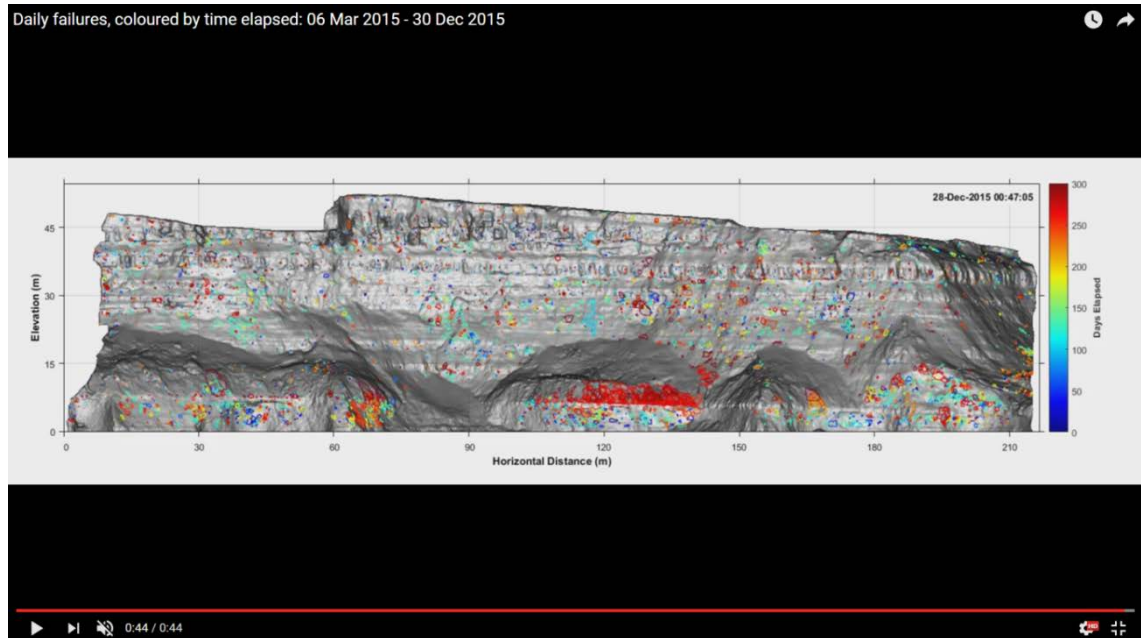 Daily failures, coloured by time elapsed: 06 Mar 2015 - 30 Dec 2015
28-Dec-2015 00:47:05
45
30
15
0
Elevation (m)
0 30 60 90 120 150 180 210
Horizontal Distance (m)
300
250
200
150
100
50
0
Days Elapsed
0:44 / 0:44
HD